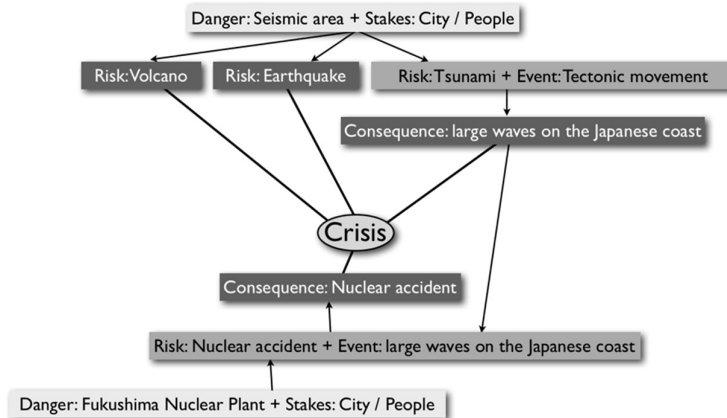 Danger: Seismic area + Stakes: City / People
Risk: Volcano
Risk: Earthquake
Risk: Tsunami + Event: Tectonic movement
Consequence: large waves on the Japanese coast
Crisis
Consequence: Nuclear accident
Risk: Nuclear accident + Event: large waves on the Japanese coast
Danger: Fukushima Nuclear Plant + Stakes: City / People